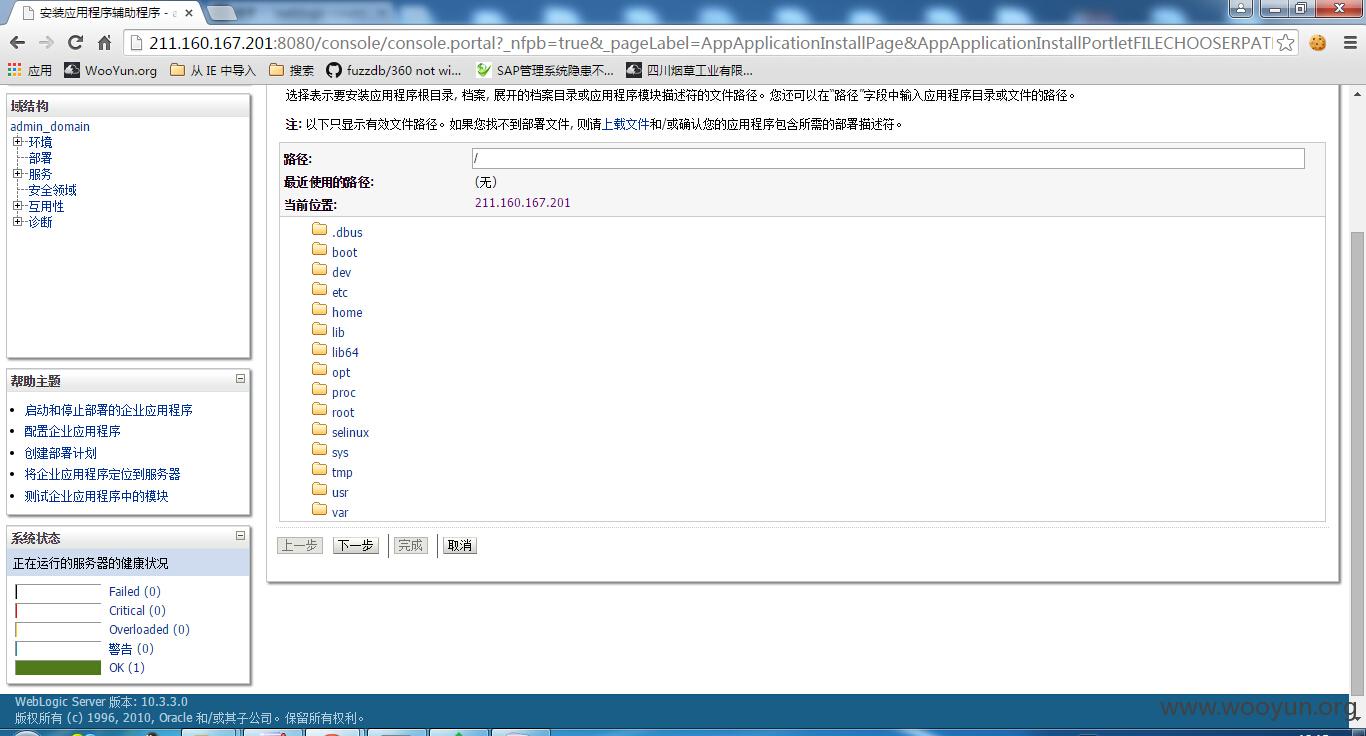 安装应用程序辅助程序 -
211.160.167.201:8080/console/console.portal?_nfpb=true&_pageLabel=AppApplicationInstallPage&AppApplicationInstallPortletFILECHOOSERPATH
应用 WooYun.org 从 IE 中导入 搜索 fuzzdb/360 not wi... SAP管理系统隐患不... 四川烟草工业有限...
域结构
admin_domain
环境
部署
服务
安全领域
互用性
诊断
帮助主题
启动和停止部署的企业应用程序
配置企业应用程序
创建部署计划
将企业应用程序定位到服务器
测试企业应用程序中的模块
系统状态
正在运行的服务器的健康状况
Failed (0)
Critical (0)
Overloaded (0)
警告 (0)
OK (1)
选择表示要安装应用程序根目录, 档案, 展开的档案目录或应用程序模块描述符的文件路径。您还可以在“路径”字段中输入应用程序目录或文件的路径。
注: 以下只显示有效文件路径。如果您找不到部署文件, 则请上载文件和/或确认您的应用程序包含所需的部署描述符。
路径: /
最近使用的路径: (无)
当前位置: 211.160.167.201
.dbus
boot
dev
etc
home
lib
lib64
opt
proc
root
selinux
sys
tmp
usr
var
上一步 下一步 完成 取消
WebLogic Server 版本: 10.3.3.0
版权所有 (c) 1996, 2010, Oracle 和/或其子公司。保留所有权利。
www.wooyun.org